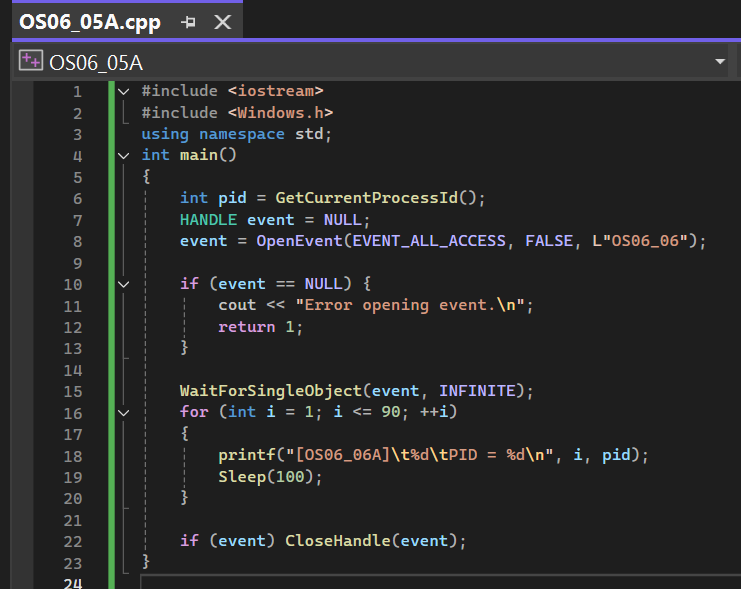 OS06_05A.cpp
OS06_05A
1 #include <iostream>
2 #include <Windows.h>
3 using namespace std;
4 int main()
5 {
6 int pid = GetCurrentProcessId();
7 HANDLE event = NULL;
8 event = OpenEvent(EVENT_ALL_ACCESS, FALSE, L"OS06_06");
9
10 if (event == NULL) {
11 cout << "Error opening event.\n";
12 return 1;
13 }
14
15 WaitForSingleObject(event, INFINITE);
16 for (int i = 1; i <= 90; ++i)
17 {
18 printf("[OS06_06A]\t%d\tPID = %d\n", i, pid);
19 Sleep(100);
20 }
21
22 if (event) CloseHandle(event);
23 }
24